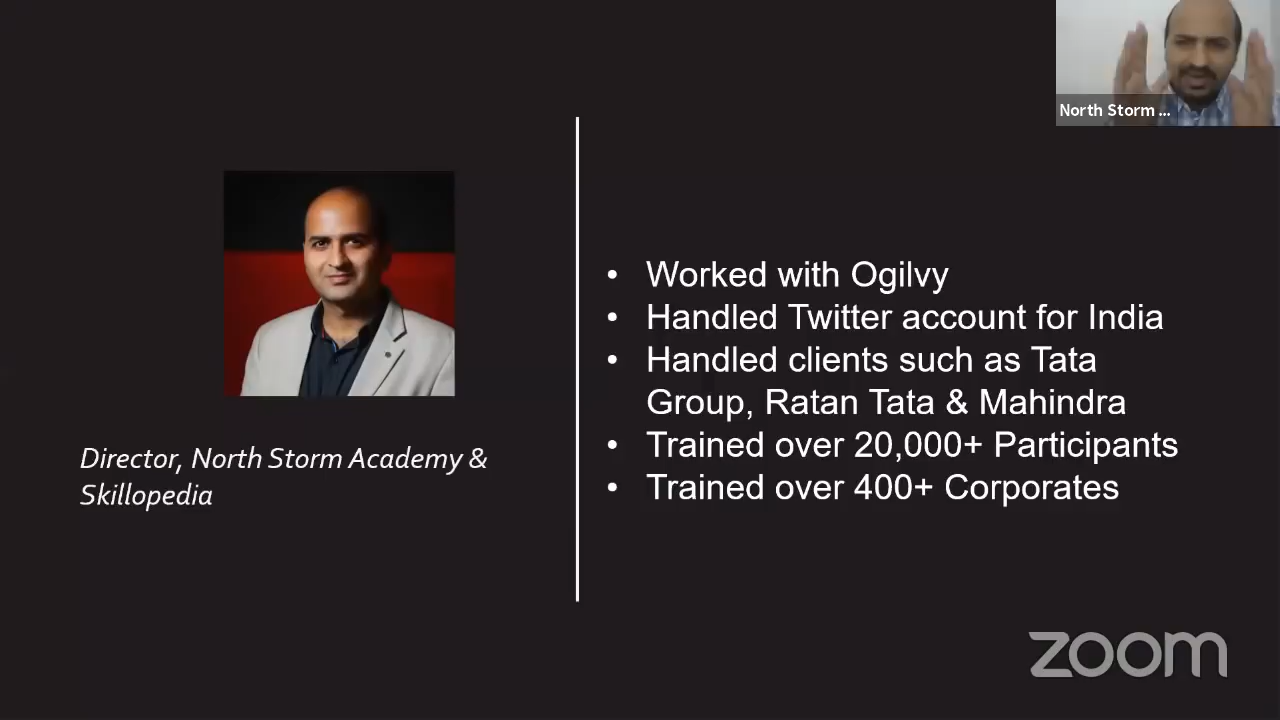 North Storm ...
Director, North Storm Academy &
Skillopedia
• Worked with Ogilvy
• Handled Twitter account for India
• Handled clients such as Tata
Group, Ratan Tata & Mahindra
• Trained over 20,000+ Participants
• Trained over 400+ Corporates
zoom